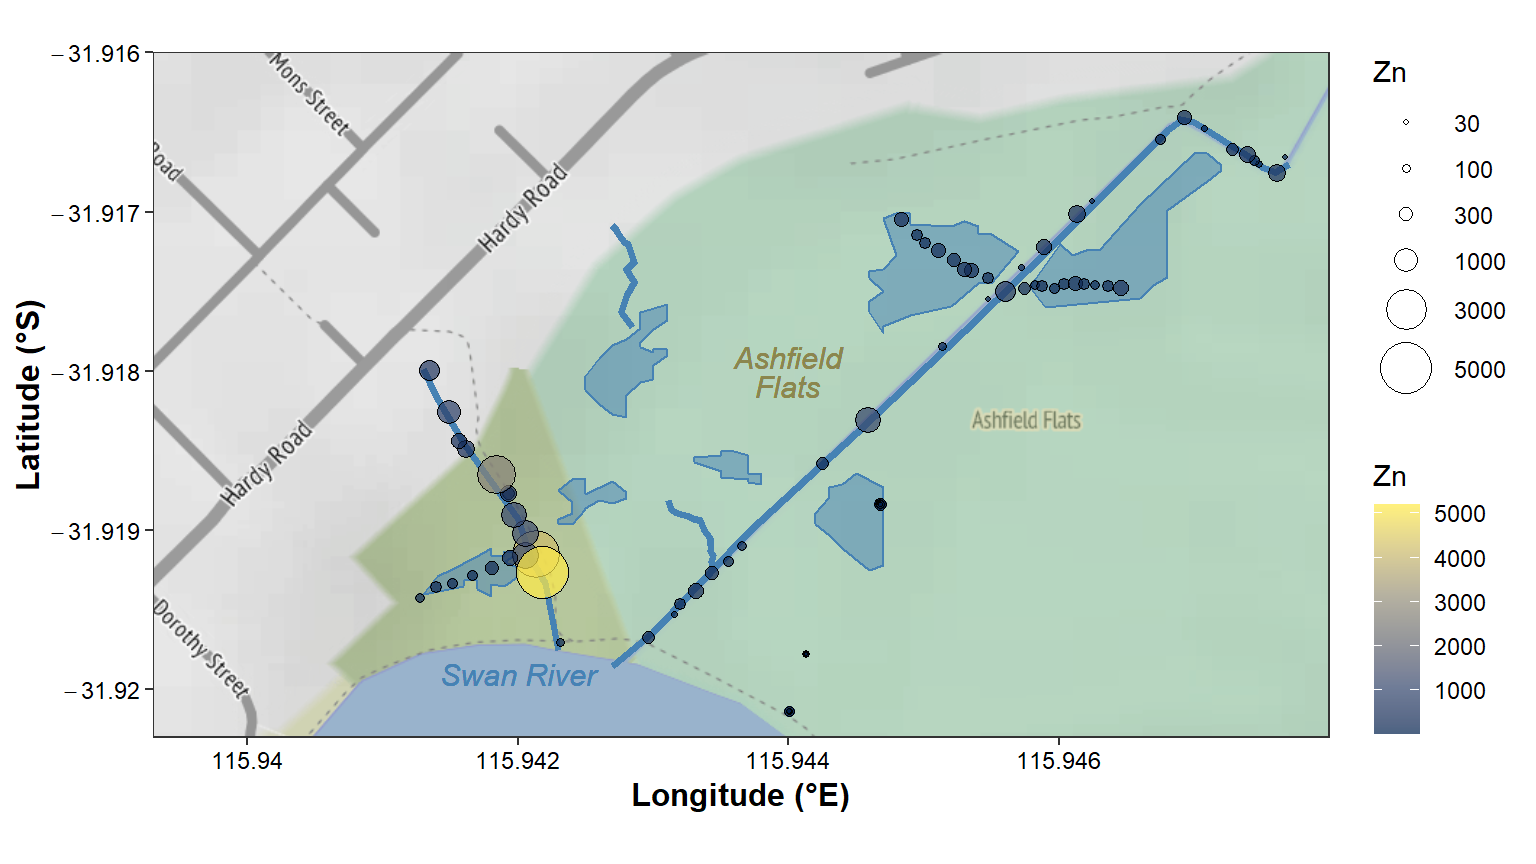 −31.916
−31.917
−31.918
−31.919
−31.92
Latitude (°S)
115.94
115.942
115.944
115.946
Longitude (°E)
Mons Street
Road
Hardy Road
Hardy Road
Dorothy Street
Ashfield
Flats
Ashfield Flats
Swan River
Zn
30
100
300
1000
3000
5000
Zn
5000
4000
3000
2000
1000